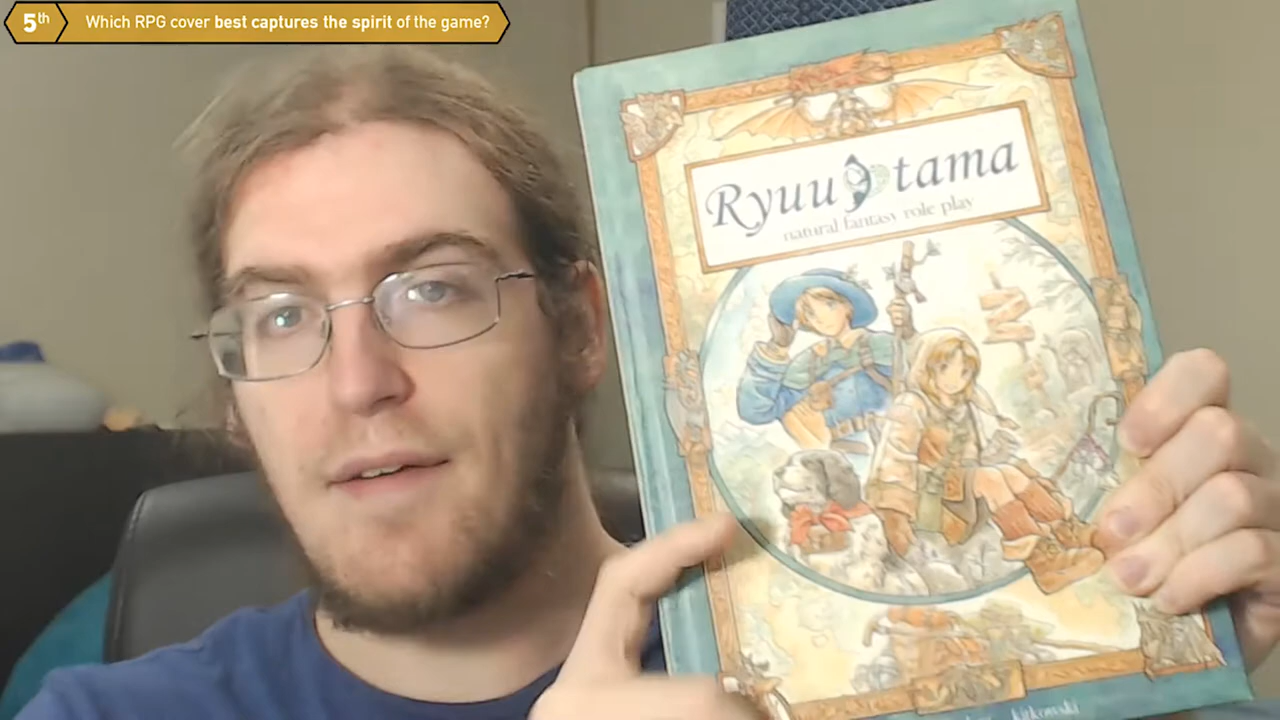 5th Which RPG cover best captures the spirit of the game?
Ryuutama
natural fantasy role play